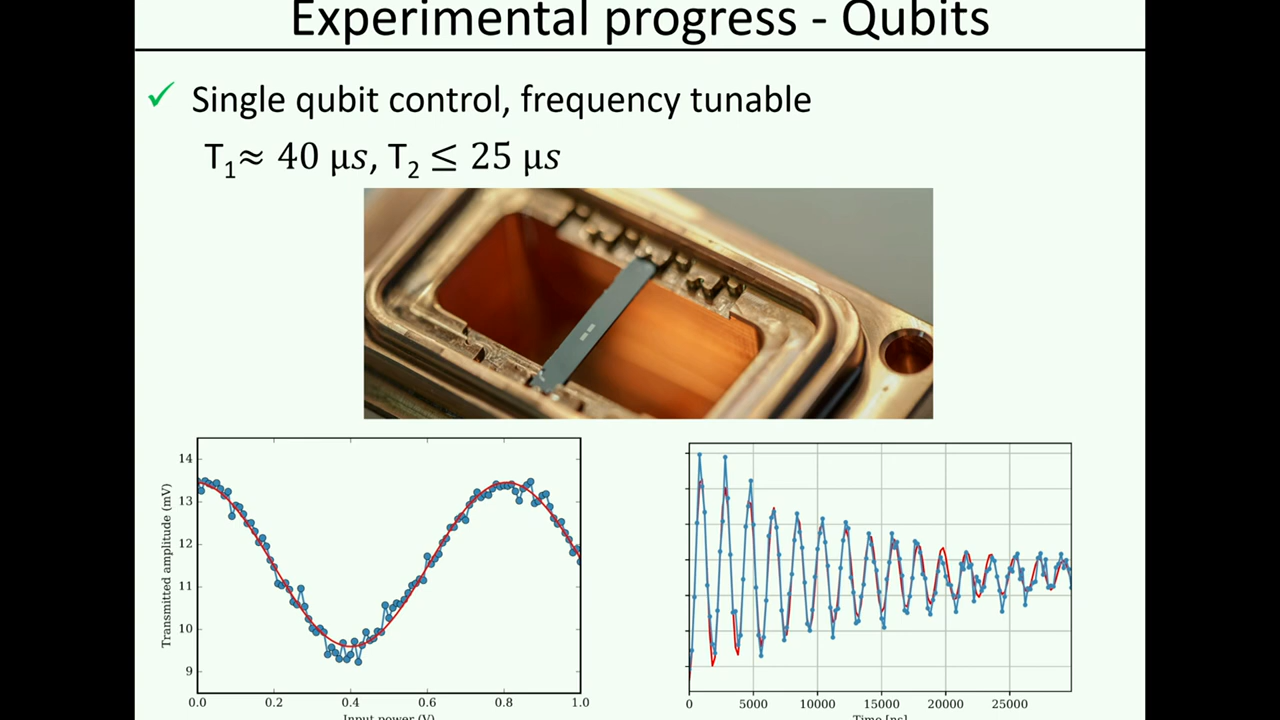 Experimental progress - Qubits
✓ Single qubit control, frequency tunable
T₁≈ 40 μs, T₂ ≤ 25 μs
14
13
12
11
10
9
Transmitted amplitude (mV)
0.0 0.2 0.4 0.6 0.8 1.0
Input power (V)
0 5000 10000 15000 20000 25000
Time [ns]